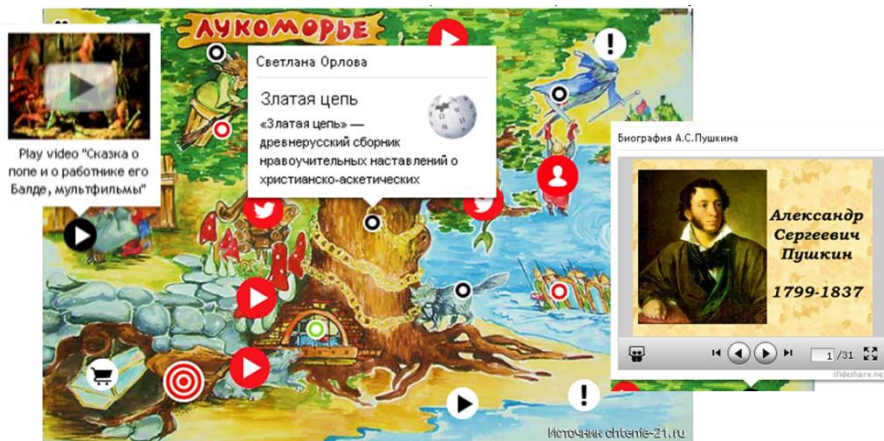 ЛУКОМОРЬЕ
Светлана Орлова
Златая цепь
«Златая цепь» —
древнерусский сборник
нравоучительных наставлений о
христианско-аскетических
Play video "Сказка о
попе и о работнике его
Балде, мультфильмы"
Биография А.С.Пушкина
Александр
Сергеевич
Пушкин
1799-1837
1 /31
slideshare.ne
Источник chtenie-21.ru